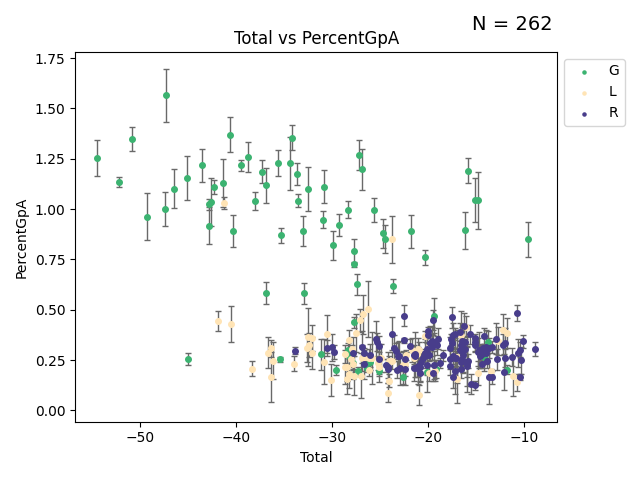 N = 262
Total vs PercentGpA
G
L
R
PercentGpA
1.75
1.50
1.25
1.00
0.75
0.50
0.25
0.00
−50
−40
−30
−20
−10
Total